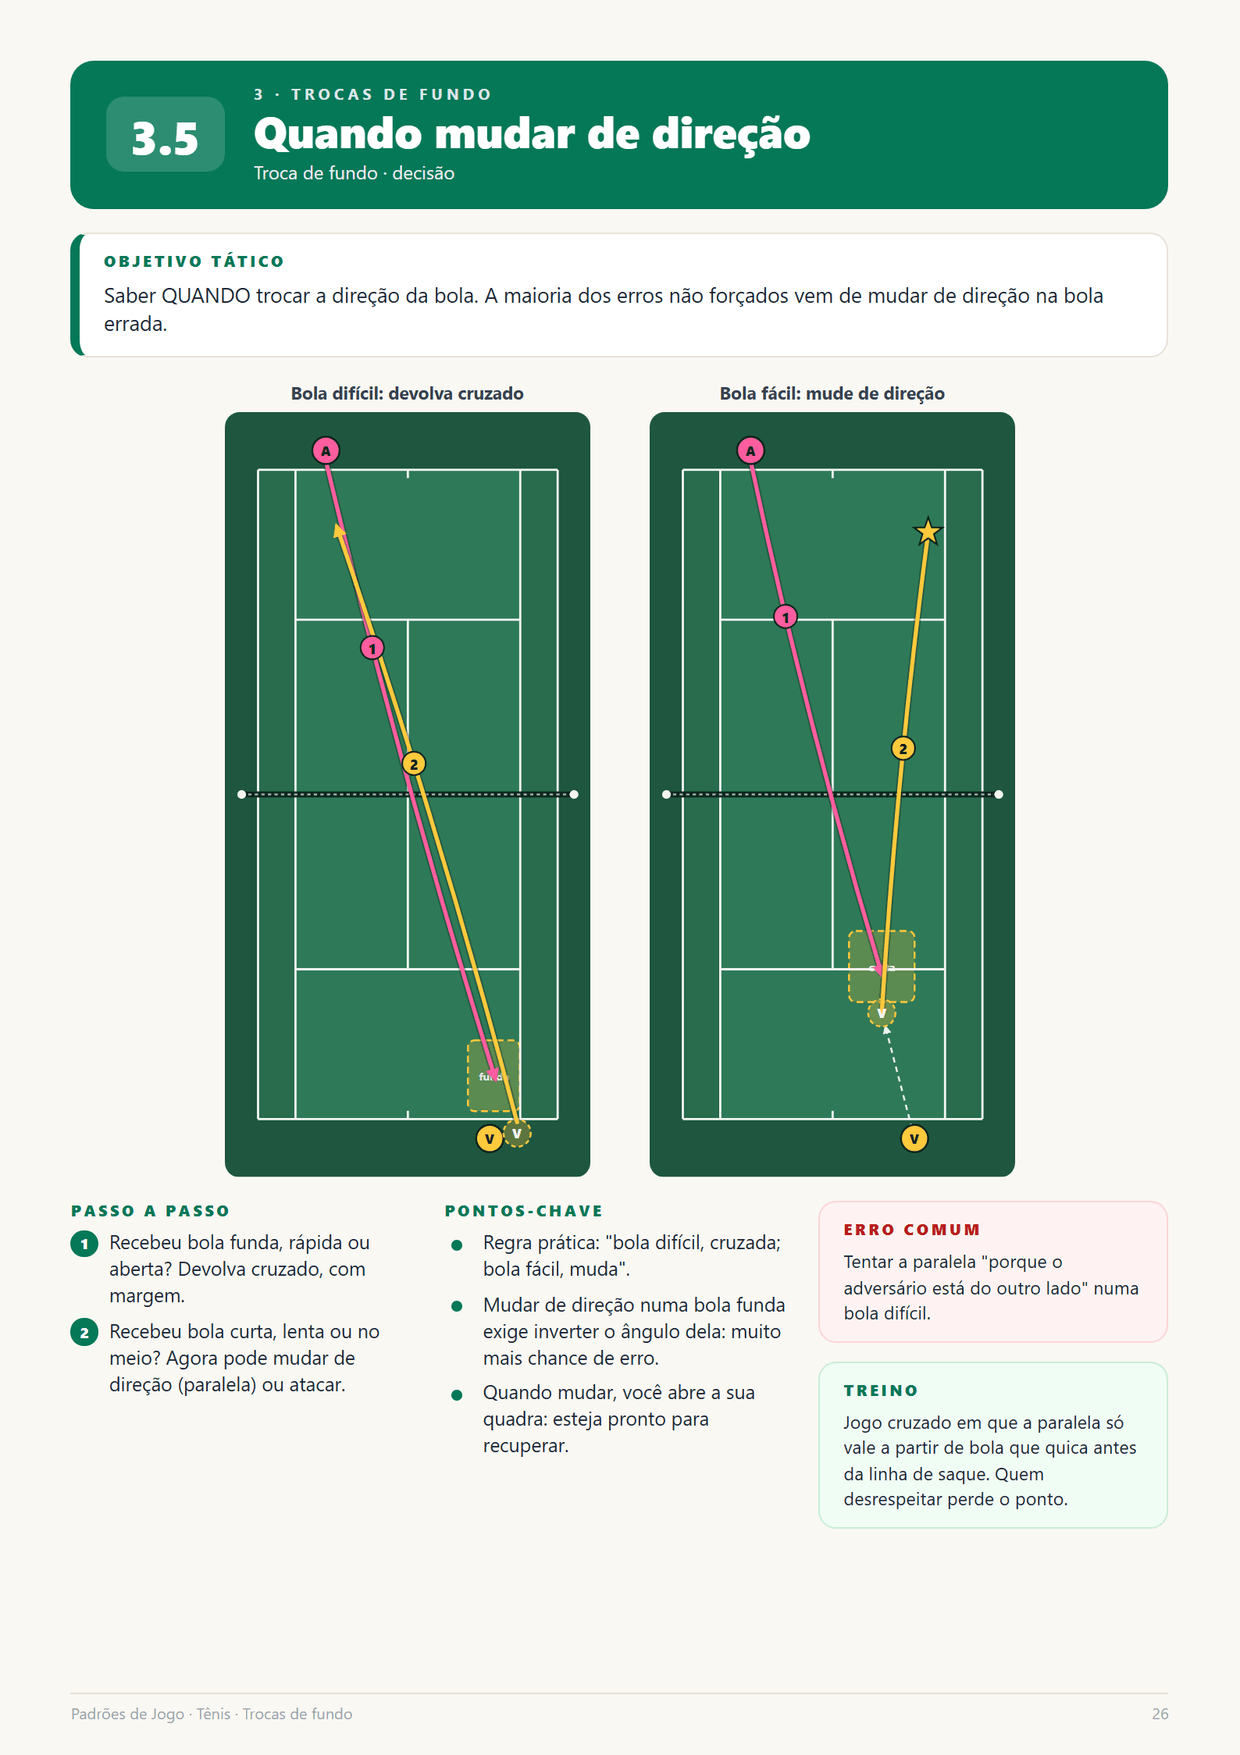 3 · TROCAS DE FUNDO
3.5
Quando mudar de direção
Troca de fundo · decisão
OBJETIVO TÁTICO
Saber QUANDO trocar a direção da bola. A maioria dos erros não forçados vem de mudar de direção na bola
errada.
Bola difícil: devolva cruzado
A
1
2
V
V
Bola fácil: mude de direção
A
1
2
V
V
PASSO A PASSO
1 Recebeu bola funda, rápida ou
aberta? Devolva cruzado, com
margem.
2 Recebeu bola curta, lenta ou no
meio? Agora pode mudar de
direção (paralela) ou atacar.
PONTOS-CHAVE
Regra prática: "bola difícil, cruzada;
bola fácil, muda".
Mudar de direção numa bola funda
exige inverter o ângulo dela: muito
mais chance de erro.
Quando mudar, você abre a sua
quadra: esteja pronto para
recuperar.
ERRO COMUM
Tentar a paralela "porque o
adversário está do outro lado" numa
bola difícil.
TREINO
Jogo cruzado em que a paralela só
vale a partir de bola que quica antes
da linha de saque. Quem
desrespeitar perde o ponto.
Padrões de Jogo · Tênis · Trocas de fundo
26